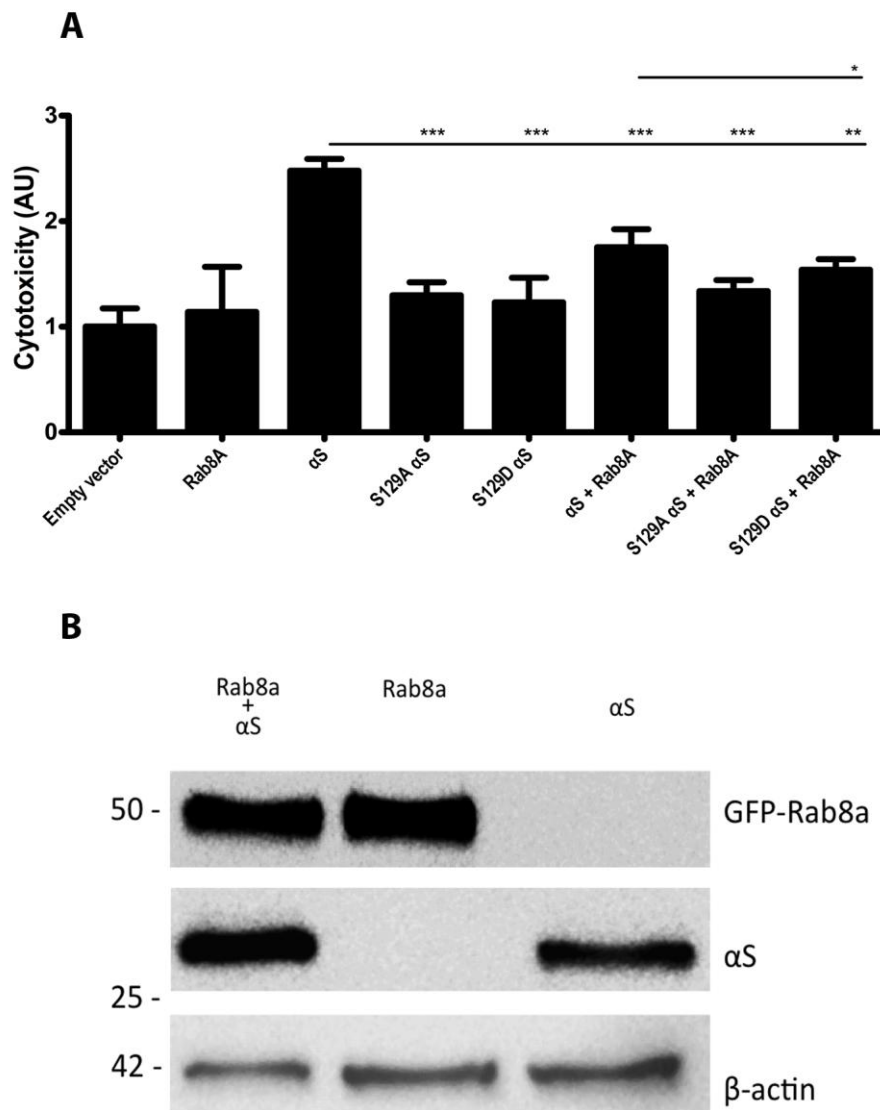 A
*
*** *** *** *** **
3
2
1
0
Cytotoxicity (AU)
Empty vector
Rab8A
αS
S129A αS
S129D αS
αS + Rab8A
S129A αS + Rab8A
S129D αS + Rab8A
B
Rab8a
+
αS
Rab8a
αS
50 -
GFP-Rab8a
αS
25 -
42 -
β-actin